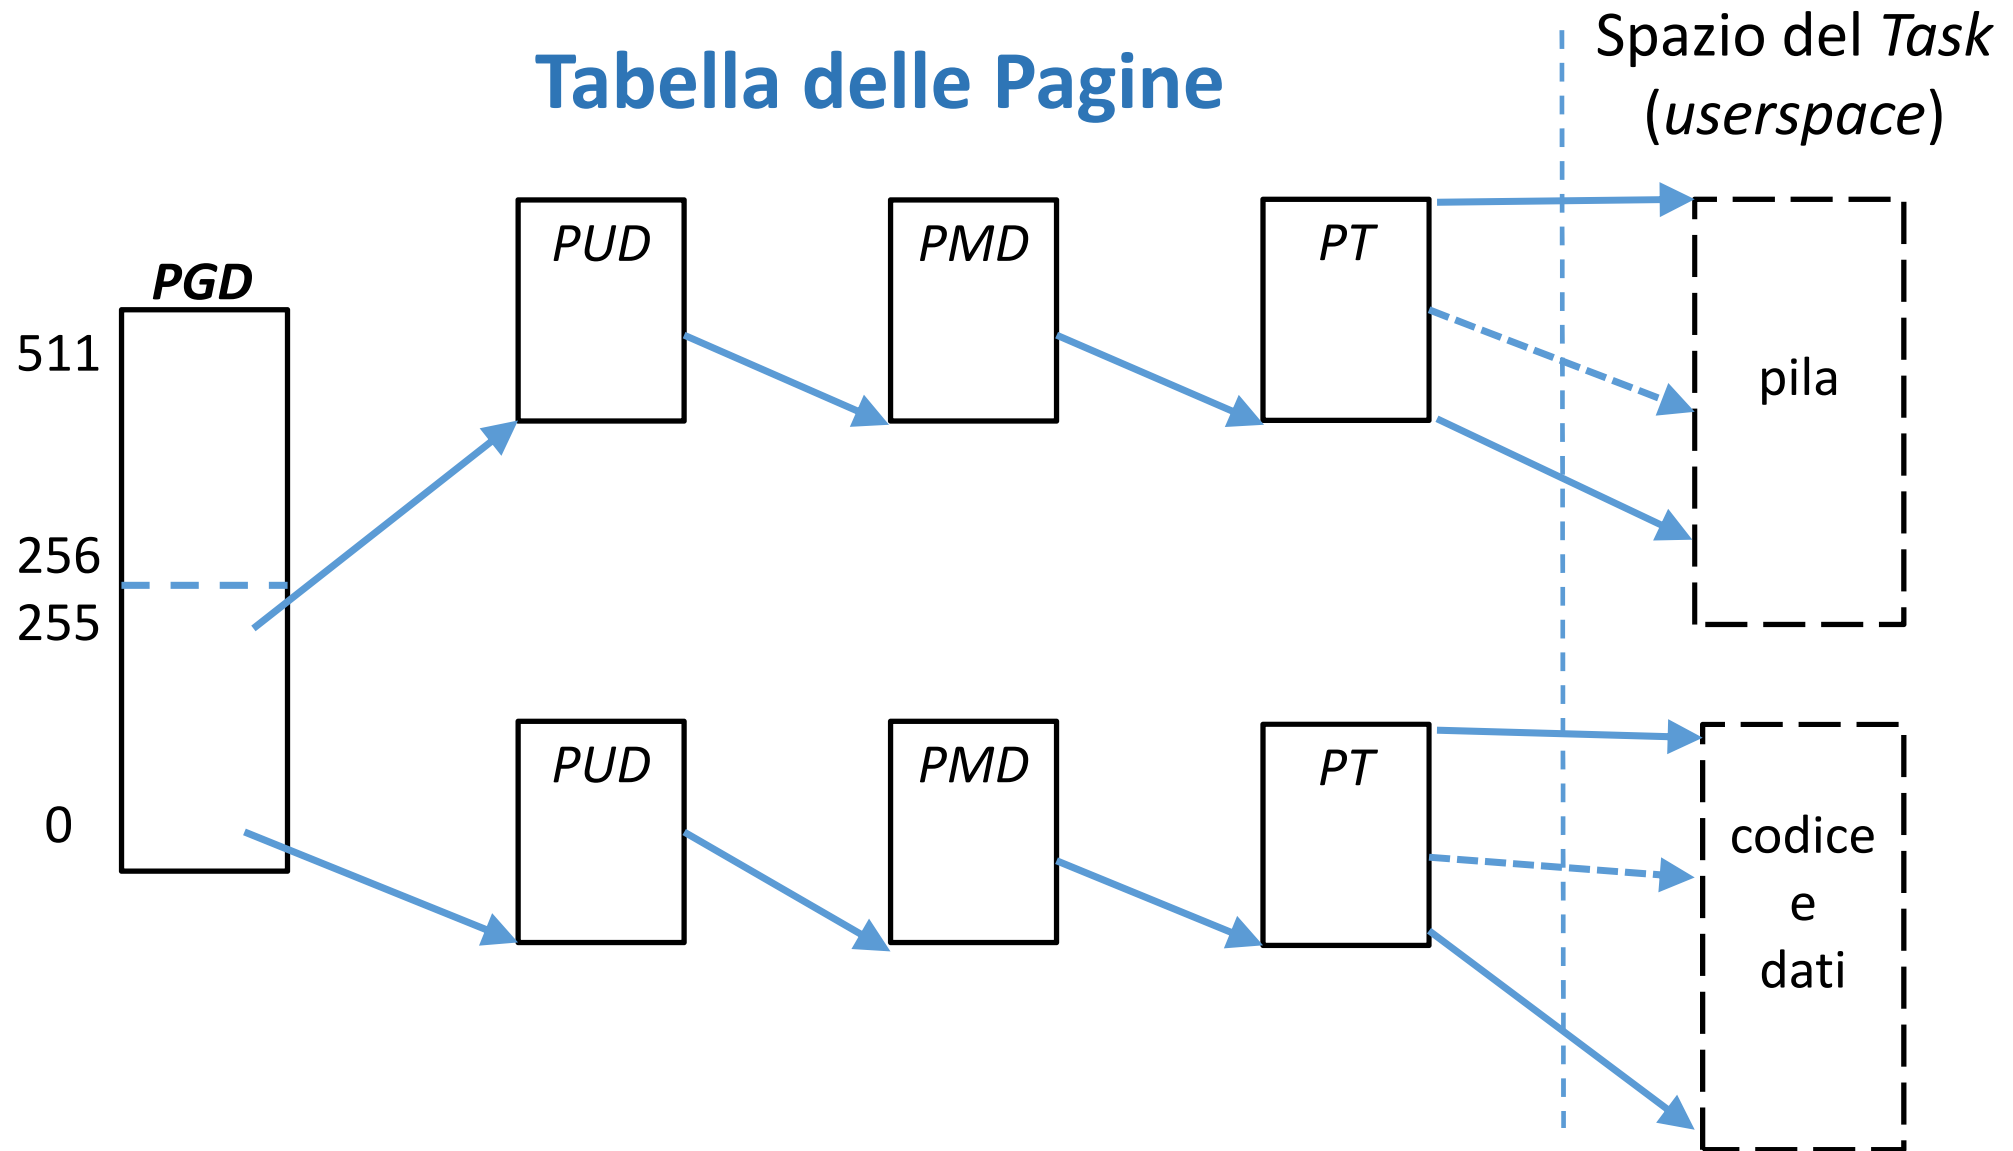 Tabella delle Pagine
Spazio del Task
(userspace)
PGD
511
256
255
0
PUD
PMD
PT
pila
PUD
PMD
PT
codice
e
dati